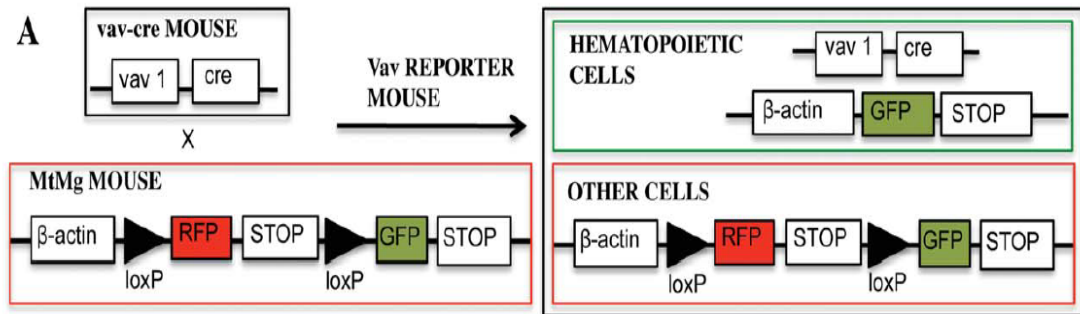 A
vav-cre MOUSE
vav 1 cre
X
MtMg MOUSE
β-actin RFP STOP GFP STOP
loxP loxP
Vav REPORTER
MOUSE
HEMATOPOIETIC
CELLS
vav 1 cre
β-actin GFP STOP
OTHER CELLS
β-actin RFP STOP GFP STOP
loxP loxP